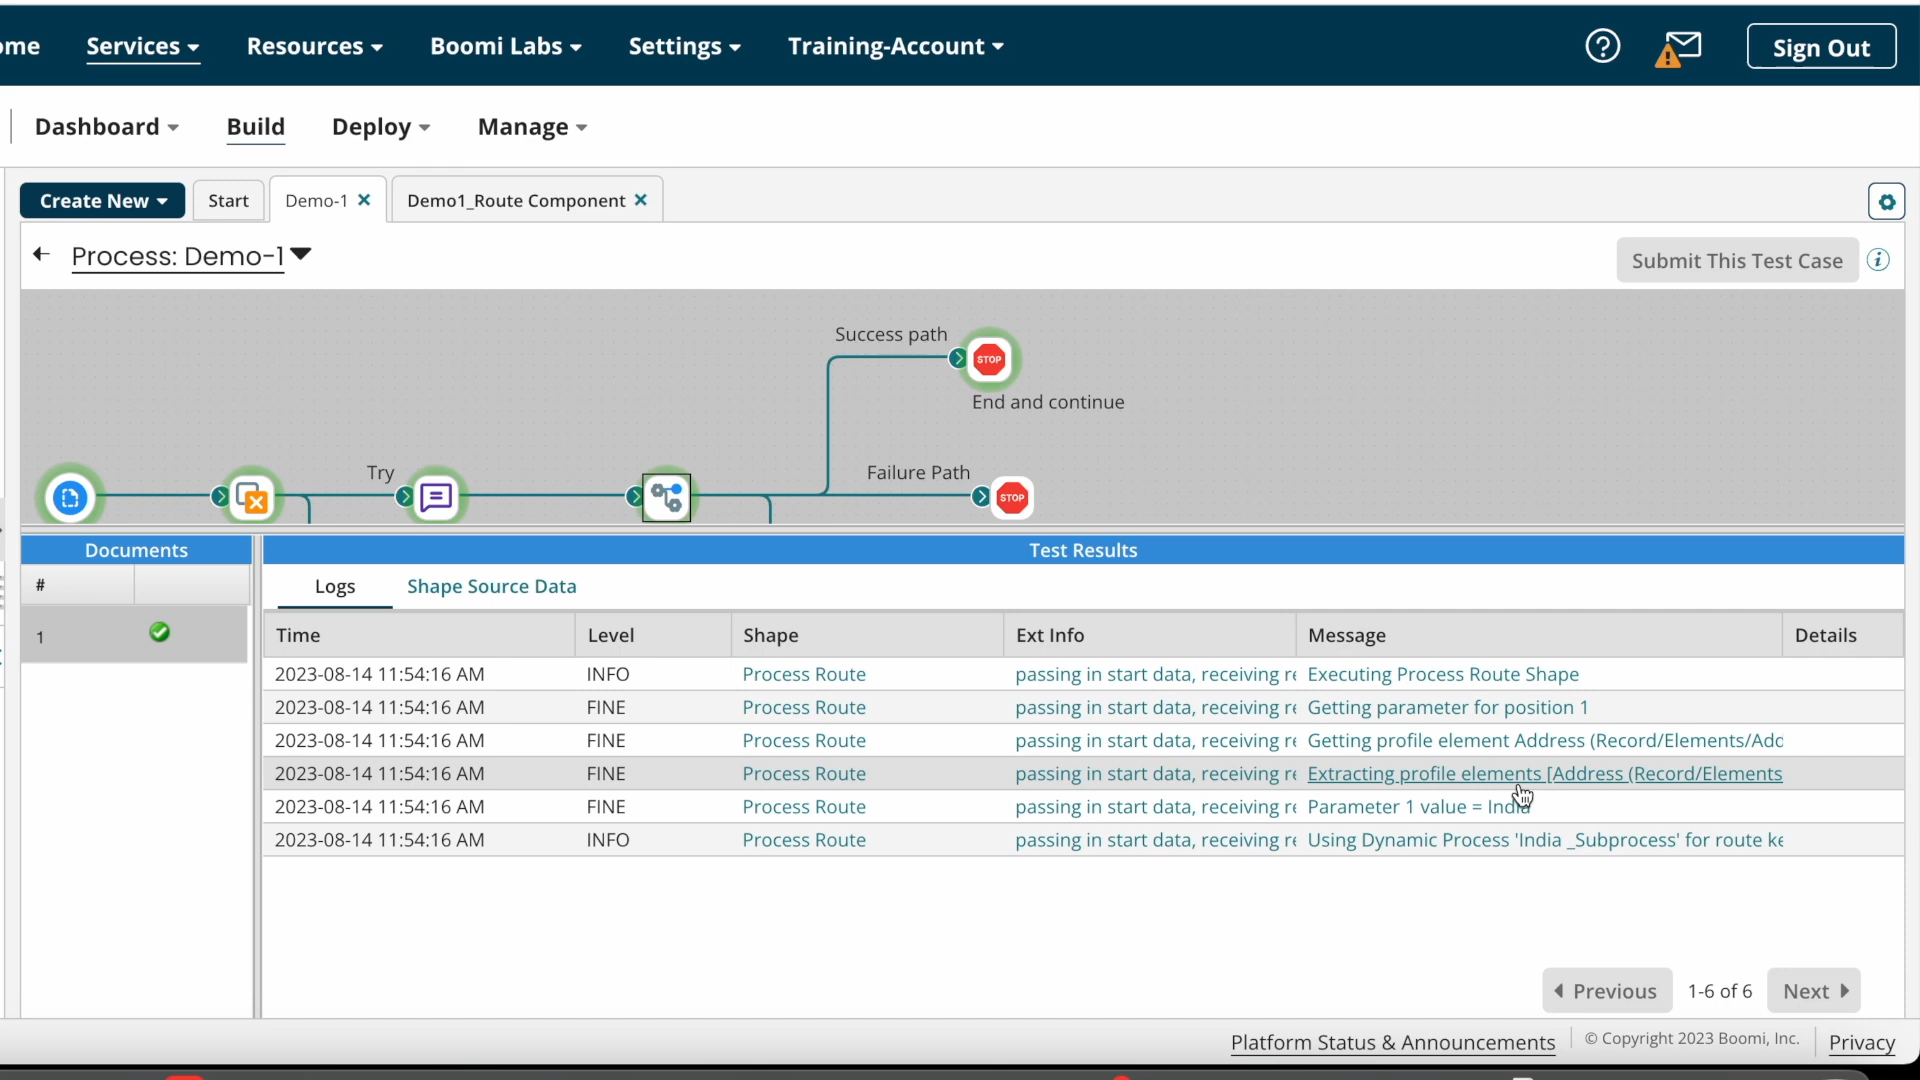 ome Services Resources Boomi Labs Settings Training-Account Sign Out
Dashboard Build Deploy Manage
Create New Start Demo-1 Demo1_Route Component
Process: Demo-1 Submit This Test Case
Success path
STOP
End and continue
Try Failure Path
STOP
Documents Test Results
# Logs Shape Source Data
1
Time Level Shape Ext Info Message Details
2023-08-14 11:54:16 AM INFO Process Route passing in start data, receiving re Executing Process Route Shape
2023-08-14 11:54:16 AM FINE Process Route passing in start data, receiving re Getting parameter for position 1
2023-08-14 11:54:16 AM FINE Process Route passing in start data, receiving re Getting profile element Address (Record/Elements/Add
2023-08-14 11:54:16 AM FINE Process Route passing in start data, receiving re Extracting profile elements [Address (Record/Elements
2023-08-14 11:54:16 AM FINE Process Route passing in start data, receiving re Parameter 1 value = India
2023-08-14 11:54:16 AM INFO Process Route passing in start data, receiving re Using Dynamic Process 'India _Subprocess' for route ke
Previous 1-6 of 6 Next
Platform Status & Announcements © Copyright 2023 Boomi, Inc. Privacy